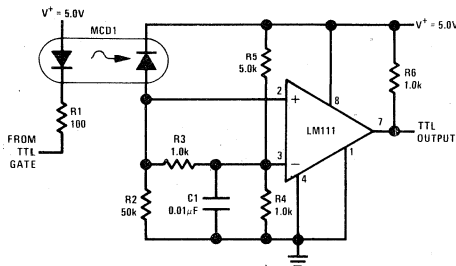 V+ = 5.0V
MCD1
V+ = 5.0V
R1
100
FROM
TTL
GATE
R5
5.0k
R6
1.0k
2
+
8
LM111
7
TTL
OUTPUT
R3
1.0k
3
−
4
1
R2
50k
C1
0.01μF
R4
1.0k